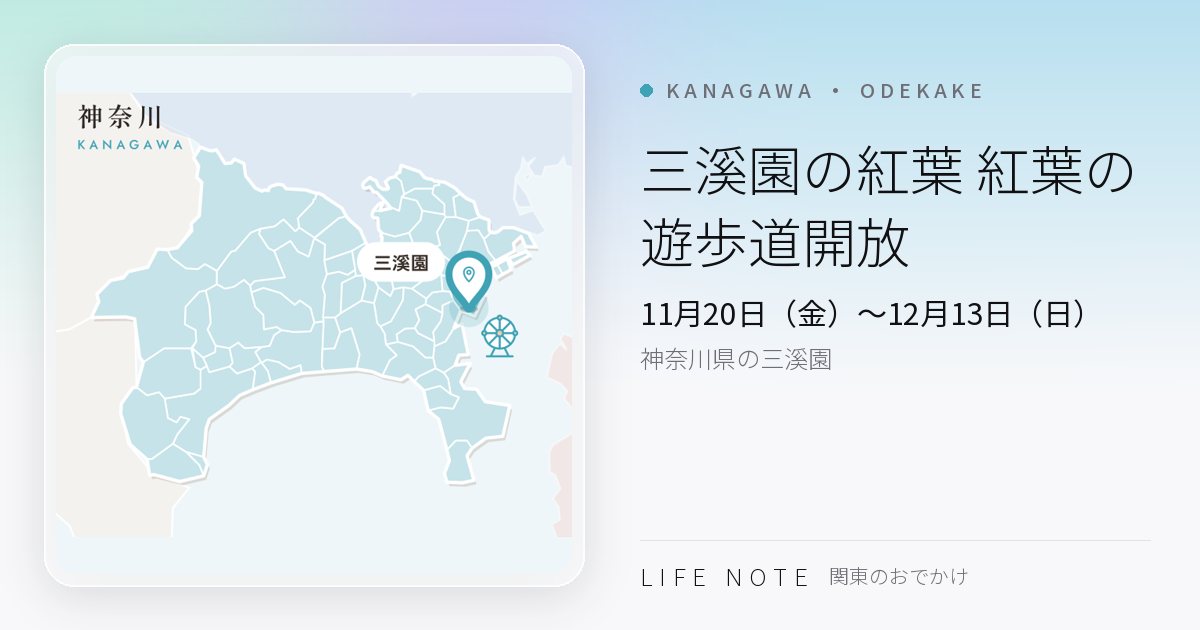 神奈川
KANAGAWA
三溪園
KANAGAWA • ODEKAKE
三溪園の紅葉 紅葉の
遊歩道開放
11月20日（金）〜12月13日（日）
神奈川県の三溪園
LIFE NOTE 関東のおでかけ